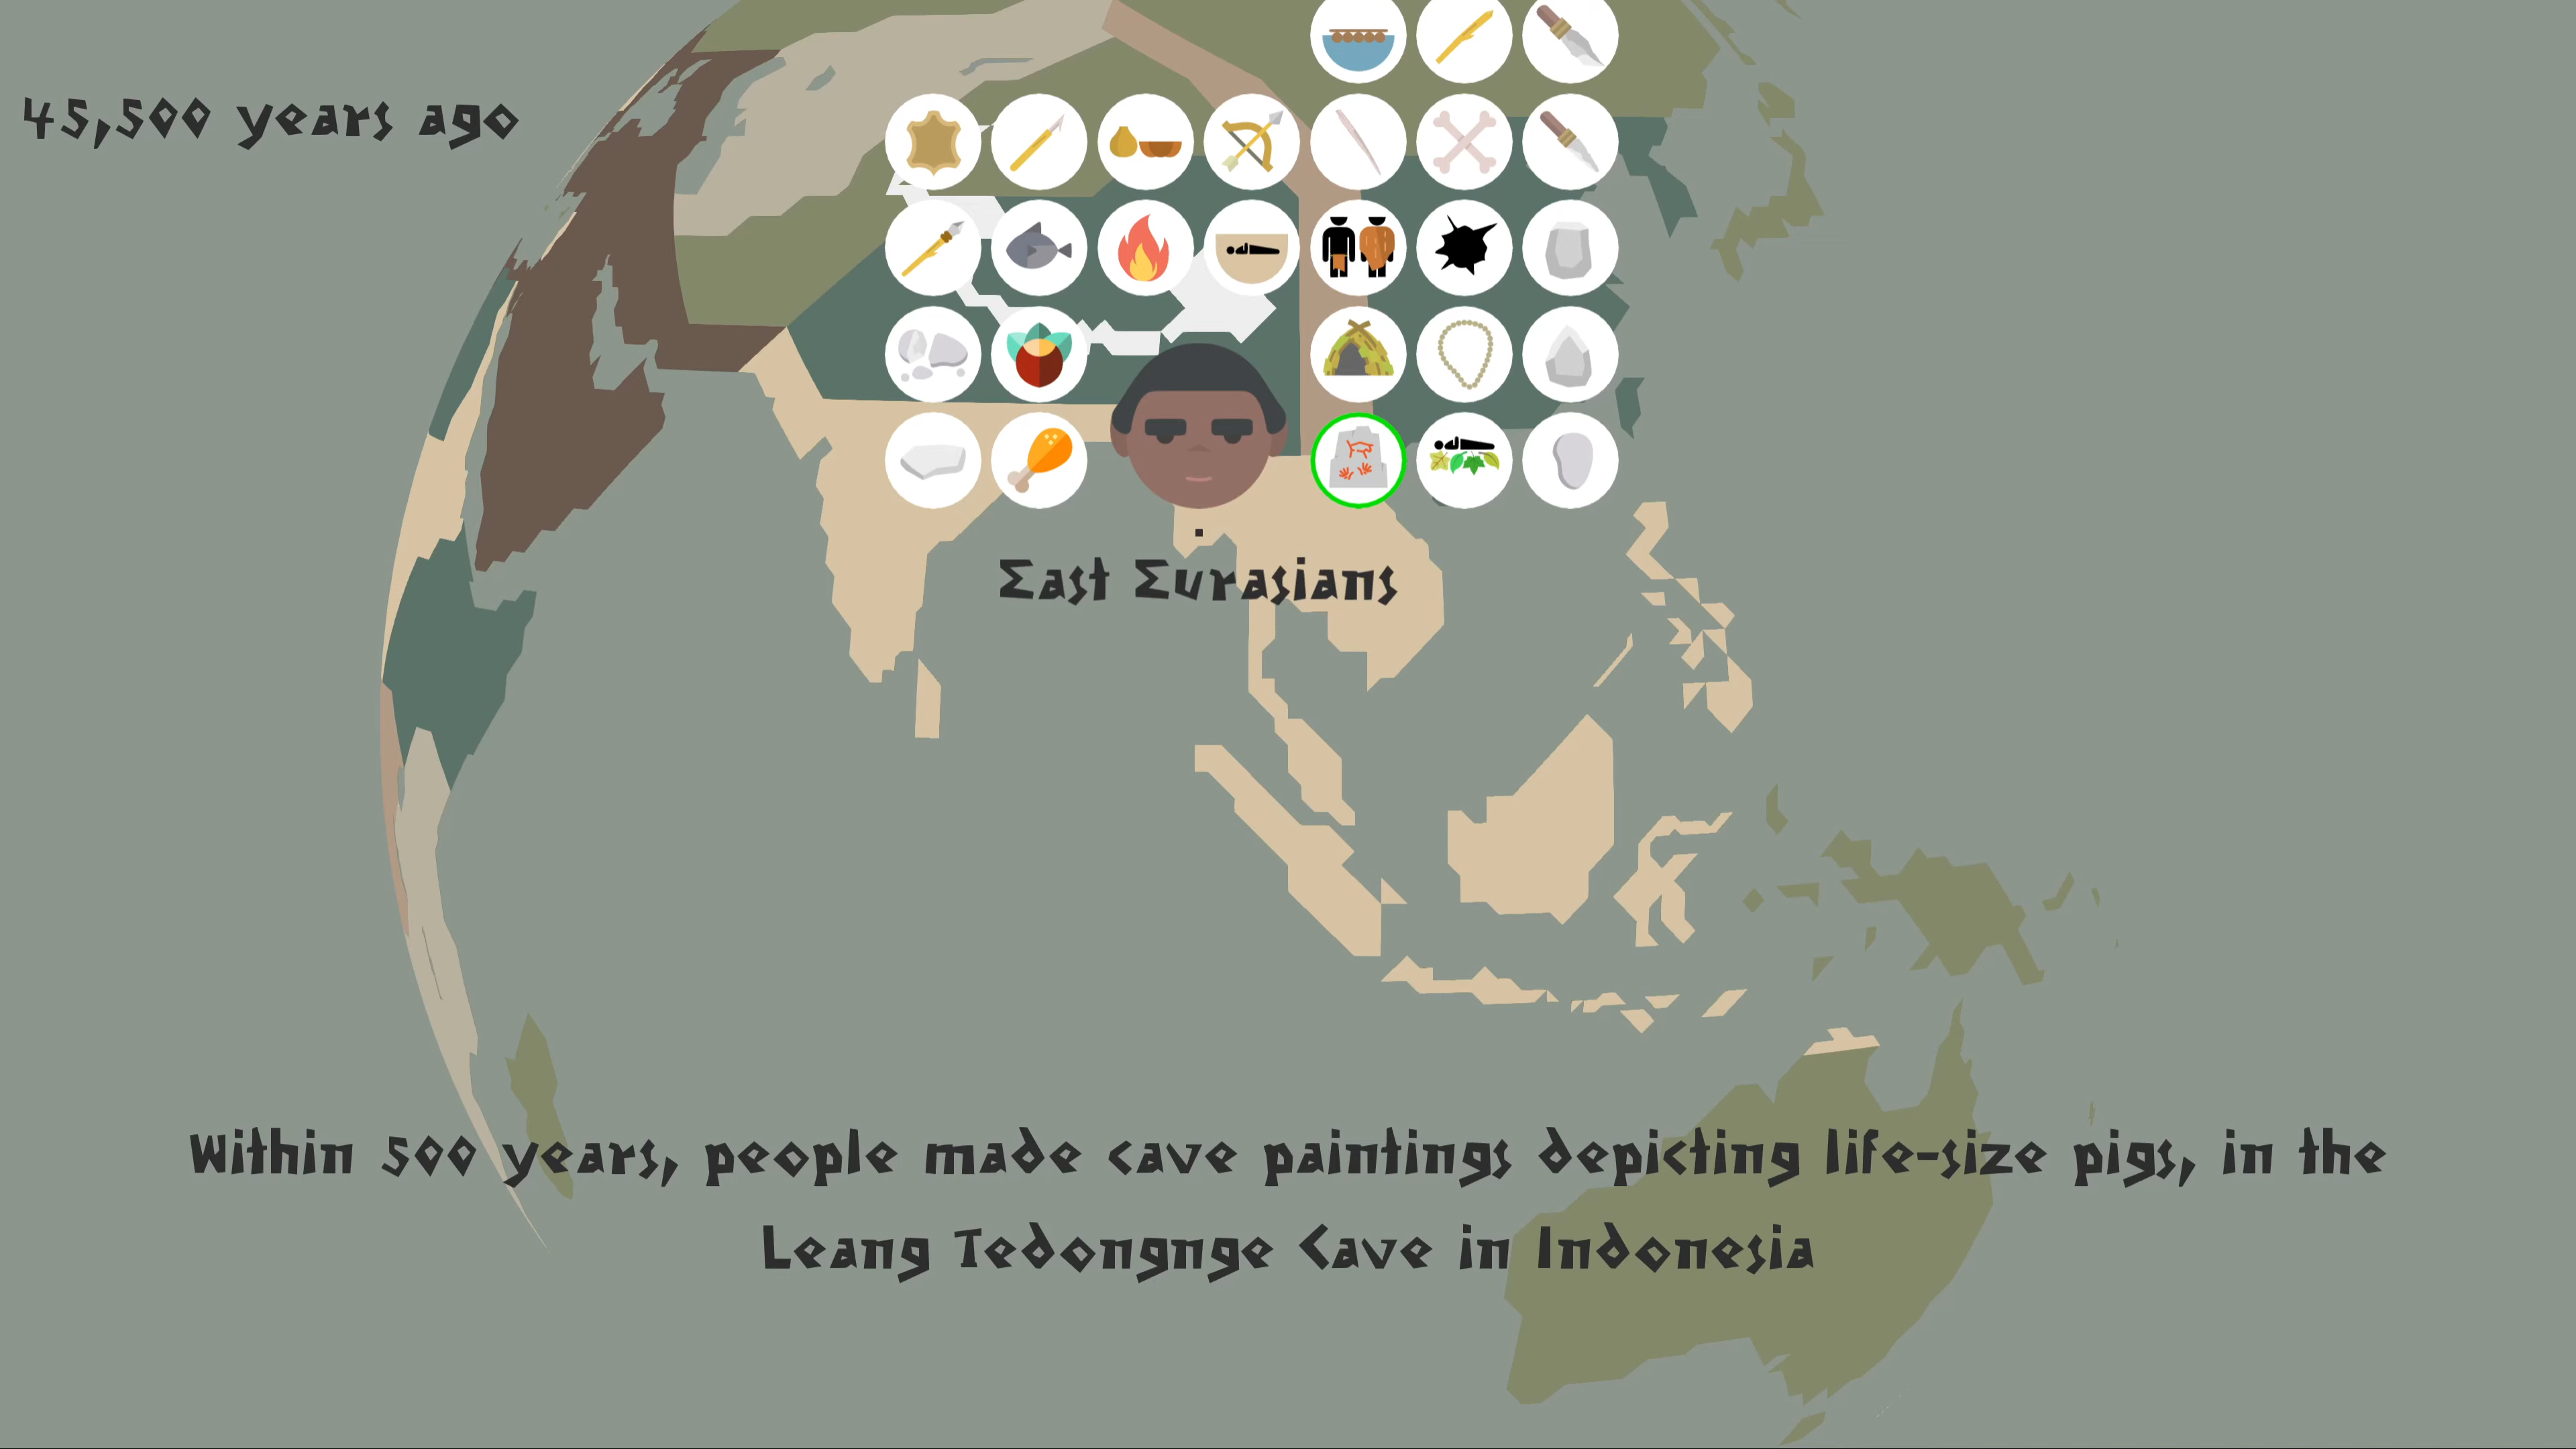 45,500 years ago
East Eurasians
Within 500 years, people made cave paintings depicting life-size pigs, in the
Leang Tedongnge Cave in Indonesia